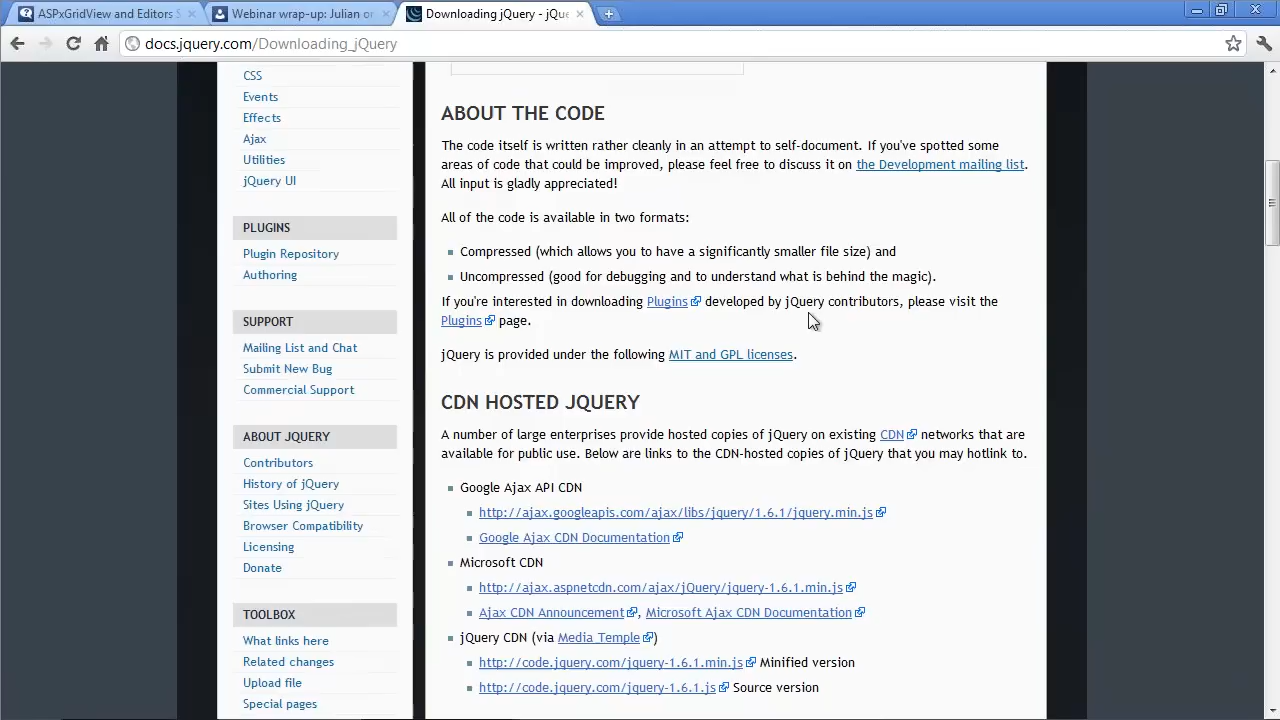 ASPxGridView and Editors S
Webinar wrap-up: Julian or
Downloading jQuery - jQue
docs.jquery.com/Downloading_jQuery
CSS
Events
Effects
Ajax
Utilities
jQuery UI
PLUGINS
Plugin Repository
Authoring
SUPPORT
Mailing List and Chat
Submit New Bug
Commercial Support
ABOUT JQUERY
Contributors
History of jQuery
Sites Using jQuery
Browser Compatibility
Licensing
Donate
TOOLBOX
What links here
Related changes
Upload file
Special pages
ABOUT THE CODE
The code itself is written rather cleanly in an attempt to self-document. If you've spotted some
areas of code that could be improved, please feel free to discuss it on the Development mailing list.
All input is gladly appreciated!
All of the code is available in two formats:
Compressed (which allows you to have a significantly smaller file size) and
Uncompressed (good for debugging and to understand what is behind the magic).
If you're interested in downloading Plugins developed by jQuery contributors, please visit the
Plugins page.
jQuery is provided under the following MIT and GPL licenses.
CDN HOSTED JQUERY
A number of large enterprises provide hosted copies of jQuery on existing CDN networks that are
available for public use. Below are links to the CDN-hosted copies of jQuery that you may hotlink to.
Google Ajax API CDN
http://ajax.googleapis.com/ajax/libs/jquery/1.6.1/jquery.min.js
Google Ajax CDN Documentation
Microsoft CDN
http://ajax.aspnetcdn.com/ajax/jQuery/jquery-1.6.1.min.js
Ajax CDN Announcement, Microsoft Ajax CDN Documentation
jQuery CDN (via Media Temple)
http://code.jquery.com/jquery-1.6.1.min.js Minified version
http://code.jquery.com/jquery-1.6.1.js Source version